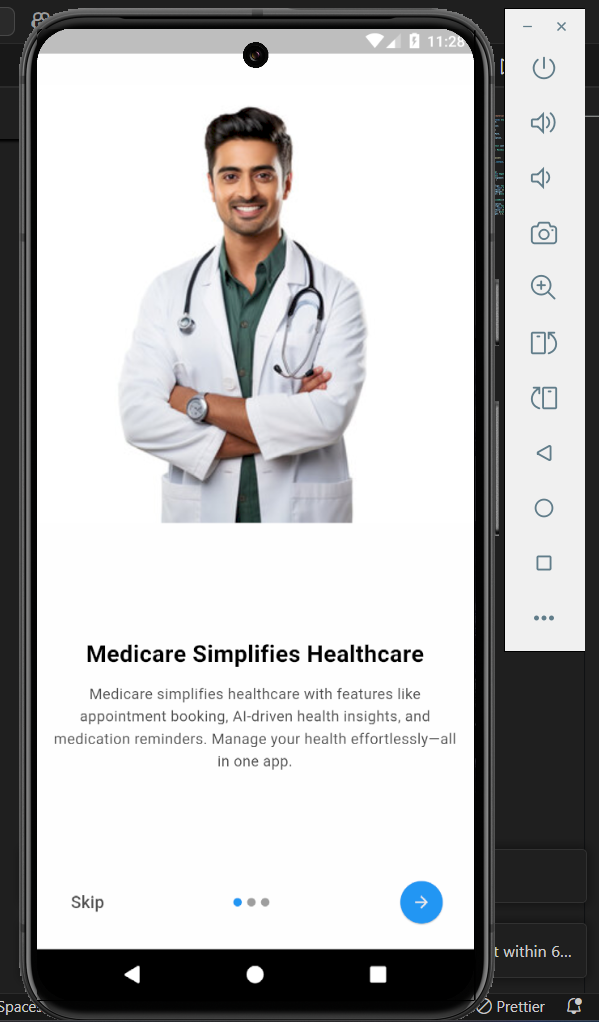 11:28
Medicare Simplifies Healthcare
Medicare simplifies healthcare with features like
appointment booking, AI-driven health insights, and
medication reminders. Manage your health effortlessly—all
in one app.
Skip
t within 6...
Prettier